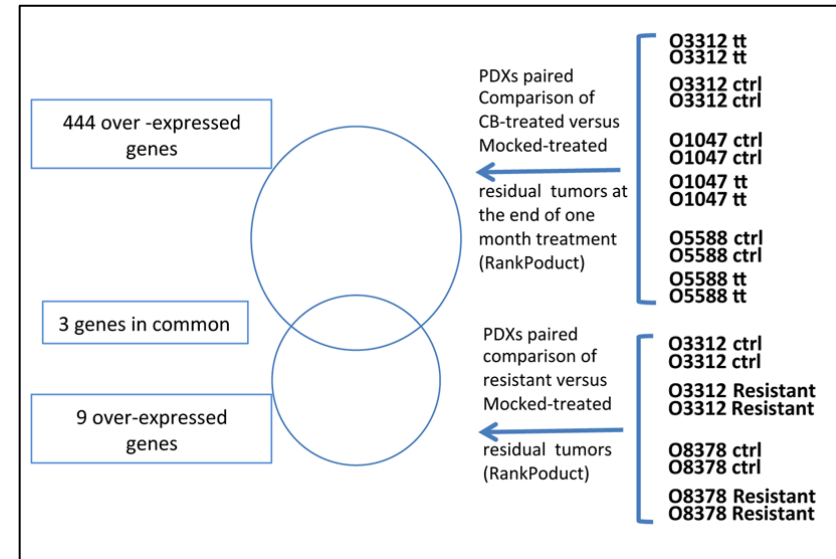 444 over -expressed
genes
3 genes in common
9 over-expressed
genes
PDXs paired
Comparison of
CB-treated versus
Mocked-treated
residual tumors at
the end of one
month treatment
(RankPoduct)
PDXs paired
comparison of
resistant versus
Mocked-treated
residual tumors
(RankPoduct)
O3312 tt
O3312 tt
O3312 ctrl
O3312 ctrl
O1047 ctrl
O1047 ctrl
O1047 tt
O1047 tt
O5588 ctrl
O5588 ctrl
O5588 tt
O5588 tt
O3312 ctrl
O3312 ctrl
O3312 Resistant
O3312 Resistant
O8378 ctrl
O8378 ctrl
O8378 Resistant
O8378 Resistant